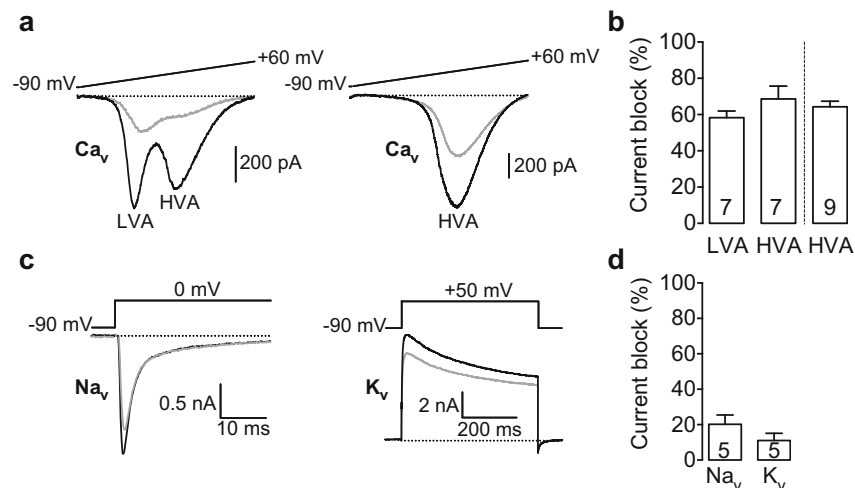 a
-90 mV
+60 mV
Cav
LVA
HVA
200 pA
-90 mV
+60 mV
Cav
HVA
200 pA
b
Current block (%)
100
80
60
40
20
0
7
7
9
LVA
HVA
HVA
c
-90 mV
0 mV
Nav
0.5 nA
10 ms
-90 mV
+50 mV
Kv
2 nA
200 ms
d
Current block (%)
100
80
60
40
20
0
5
5
Nav
Kv